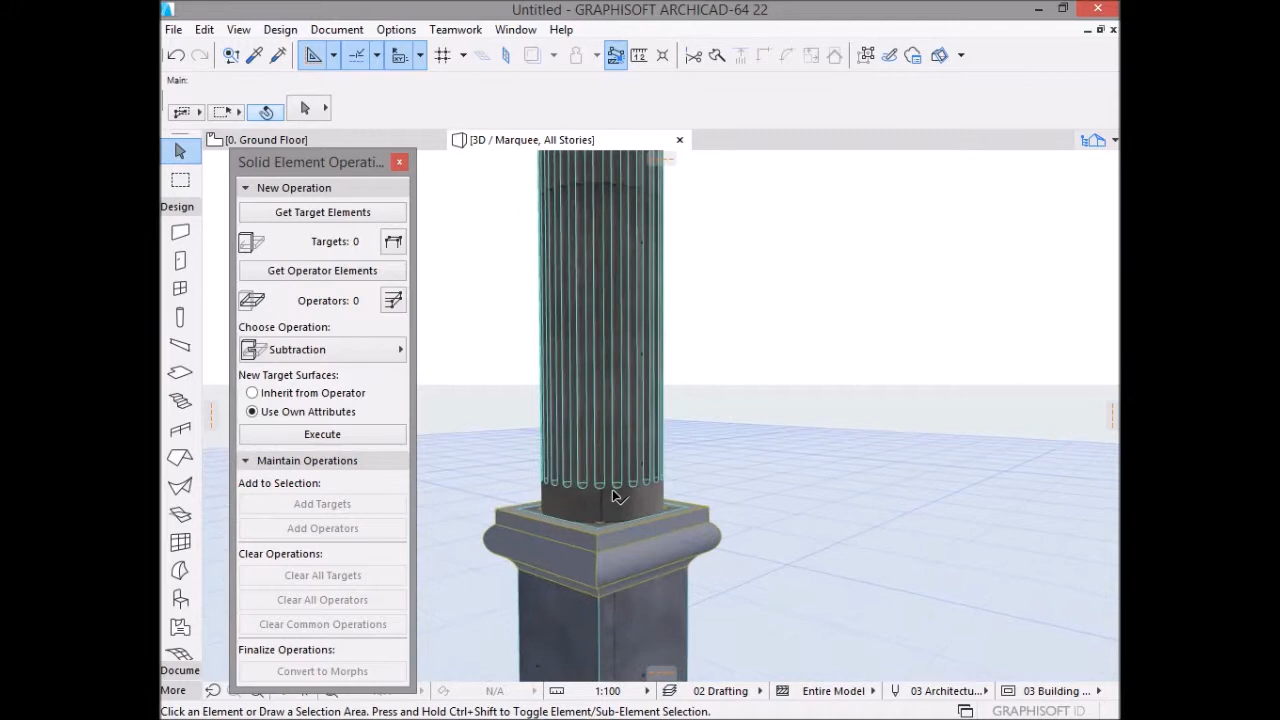 Untitled - GRAPHISOFT ARCHICAD-64 22
File Edit View Design Document Options Teamwork Window Help
Main:
[0. Ground Floor]
[3D / Marquee, All Stories]
Solid Element Operati...
New Operation
Design
Get Target Elements
Targets: 0
Get Operator Elements
Operators: 0
Choose Operation:
Subtraction
New Target Surfaces:
Inherit from Operator
Use Own Attributes
Execute
Maintain Operations
Add to Selection:
Add Targets
Add Operators
Clear Operations:
Clear All Targets
Clear All Operators
Clear Common Operations
Finalize Operations:
Convert to Morphs
Docume
More
N/A
1:100
02 Drafting
Entire Model
03 Architectu...
03 Building ...
Click an Element or Draw a Selection Area. Press and Hold Ctrl+Shift to Toggle Element/Sub-Element Selection.
GRAPHISOFT ID